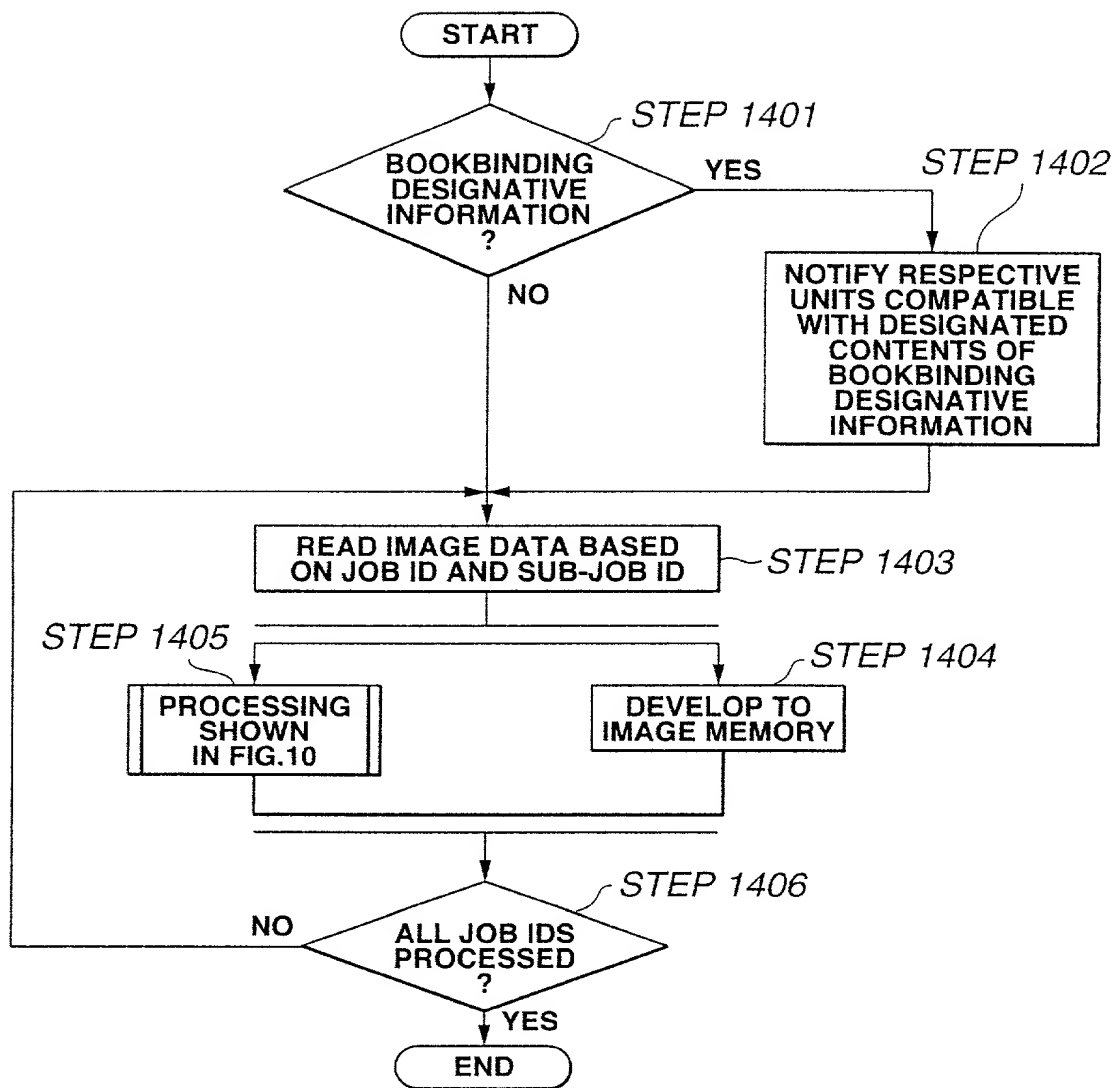 START
STEP 1401
BOOKBINDING
DESIGNATIVE
INFORMATION
?
YES
NO
STEP 1402
NOTIFY RESPECTIVE
UNITS COMPATIBLE
WITH DESIGNATED
CONTENTS OF
BOOKBINDING
DESIGNATIVE
INFORMATION
READ IMAGE DATA BASED
ON JOB ID AND SUB-JOB ID
STEP 1403
STEP 1405
PROCESSING
SHOWN
IN FIG.10
STEP 1404
DEVELOP TO
IMAGE MEMORY
STEP 1406
NO
ALL JOB IDS
PROCESSED
?
YES
END